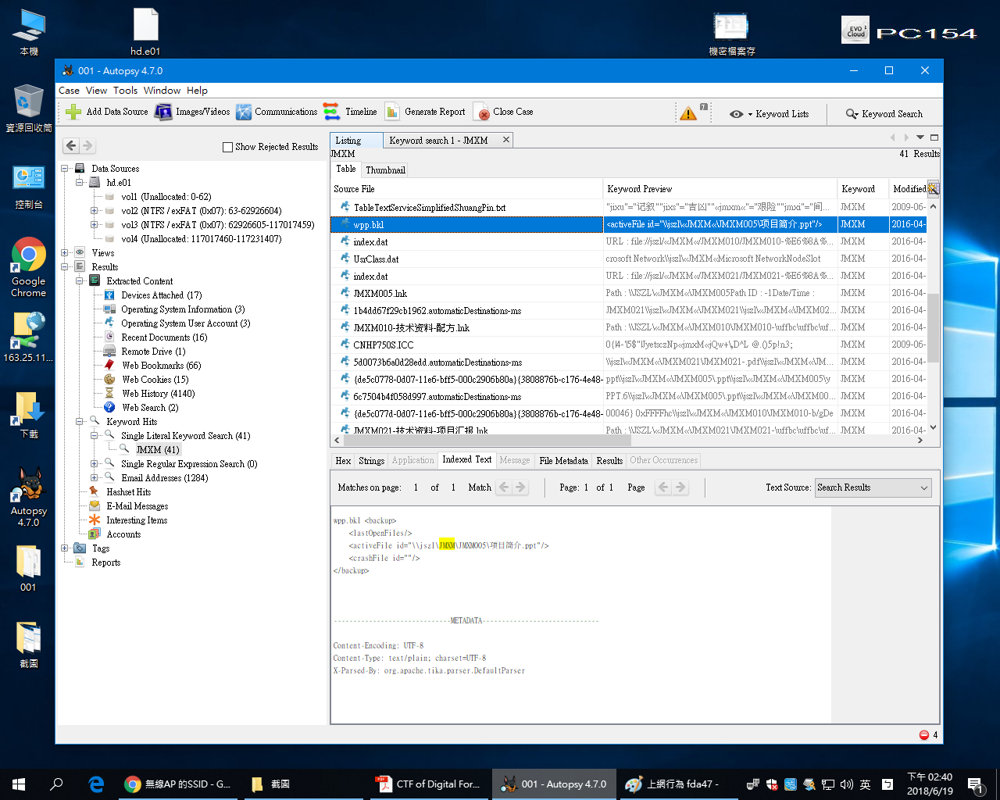 本機
hd.e01
機密檔案存
EVO
Cloud
PC154
資源回收筒
控制台
Google
Chrome
163.25.11...
下載
Autopsy
4.7.0
001
截圖
001 - Autopsy 4.7.0
Case View Tools Window Help
Add Data Source Images/Videos Communications Timeline Generate Report Close Case 7 Keyword Lists Keyword Search
Show Rejected Results
Data Sources
hd.e01
vol1 (Unallocated: 0-62)
vol2 (NTFS / exFAT (0x07): 63-62926604)
vol3 (NTFS / exFAT (0x07): 62926605-117017459)
vol4 (Unallocated: 117017460-117231407)
Views
Results
Extracted Content
Devices Attached (17)
Operating System Information (3)
Operating System User Account (3)
Recent Documents (16)
Remote Drive (1)
Web Bookmarks (66)
Web Cookies (15)
Web History (4140)
Web Search (2)
Keyword Hits
Single Literal Keyword Search (41)
JMXM (41)
Single Regular Expression Search (0)
Email Addresses (1284)
Hashset Hits
E-Mail Messages
Interesting Items
Accounts
Tags
Reports
Listing Keyword search 1 - JMXM
JMXM 41 Results
Table Thumbnail
Source File Keyword Preview Keyword Modified
TableTextServiceSimplifiedShuangPin.txt "jixu"="记叙""jixs"="吉凶""«jmxm«"="艰险""jmxi"="间... JMXM 2009-06-
wpp.bkl <activeFile id="\\jszl\«JMXM«\JMXM005\项目简介.ppt"/> JMXM 2016-04-
index.dat URL : file://jszl/«JMXM«/JMXM010/JMXM010-%E6%8A%... JMXM 2016-04-
UsrClass.dat crosoft Network\\jszl\«JMXM«Microsoft NetworkNodeSlot JMXM 2016-04-
index.dat URL : file://jszl/«JMXM«/JMXM021/JMXM021-%E6%8A%... JMXM 2016-04-
JMXM005.lnk Path : \\JSZL\«JMXM«\JMXM005Path ID : -1Date/Time : JMXM 2016-04-
1b4dd67f29cb1962.automaticDestinations-ms JMXM021\\jszl\«JMXM«\JMXM021\\jszl\«JMXM«\JMXM02... JMXM 2016-04-
JMXM010-技术资料-配方.lnk Path : \\JSZL\«JMXM«\JMXM010\JMXM010-\uffbc\uffbc\uf... JMXM 2016-04-
CNHP750S.ICC 0{l4-'5$"lJyetsczNp«jmxM«jQw+\,D^L @.()5p!n3; JMXM 2009-06-
5d0073b6a0d28edd.automaticDestinations-ms \\jszl\«JMXM«\JMXM021\JMXM021-.pdf\\jszl\«JMXM«\JM... JMXM 2016-04-
{de5c0778-0d07-11e6-bff5-000c2906b80a}{3808876b-c176-4e48- ppt\\jszl\«JMXM«\JMXM005\.ppt\\jszl\«JMXM«\JMXM005\y JMXM 2016-04-
6c7504b4f058d997.automaticDestinations-ms PPT.6\\jszl\«JMXM«\JMXM005\.ppt\\jszl\«JMXM«\JMXM00... JMXM 2016-04-
{de5c077d-0d07-11e6-bff5-000c2906b80a}{3808876b-c176-4e48- 00046} 0xFFFFhc\\jszl\«JMXM«\JMXM010\JMXM010-b/gDe JMXM 2016-04-
JMXM021-技术资料-项目汇报.lnk Path : \\JSZL\«JMXM«\JMXM021\JMXM021-\uffbc\uffbc\uf... JMXM 2016-04-
Hex Strings Application Indexed Text Message File Metadata Results Other Occurrences
Matches on page: 1 of 1 Match Page: 1 of 1 Page Text Source: Search Results
wpp.bkl <backup>
<lastOpenFiles/>
<activeFile id="\\jszl\JMXM\JMXM005\项目简介.ppt"/>
<crashFile id=""/>
</backup>
------------------------------METADATA------------------------------
Content-Encoding: UTF-8
Content-Type: text/plain; charset=UTF-8
X-Parsed-By: org.apache.tika.parser.DefaultParser
4
無線AP 的SSID - G... 截圖 CTF of Digital For... 001 - Autopsy 4.7.0 上網行為 fda47 - 英 下午 02:40
2018/6/19
1